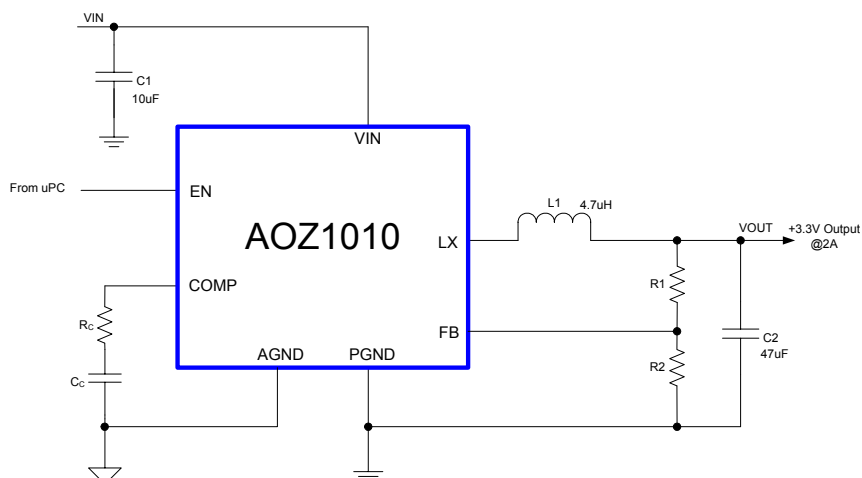 VIN
C1
10uF
VIN
From uPC
EN
L1
4.7uH
AOZ1010
LX
VOUT
+3.3V Output
@2A
COMP
R1
RC
FB
C2
47uF
AGND
PGND
R2
CC